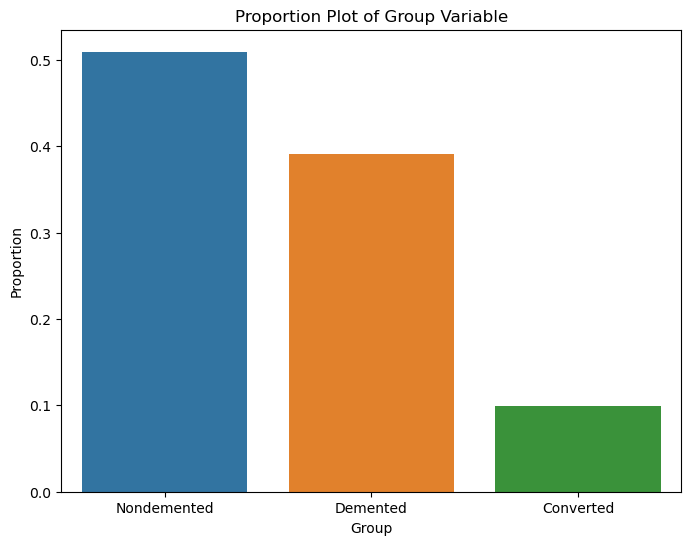 Proportion Plot of Group Variable
Proportion
0.5
0.4
0.3
0.2
0.1
0.0
Nondemented
Demented
Converted
Group